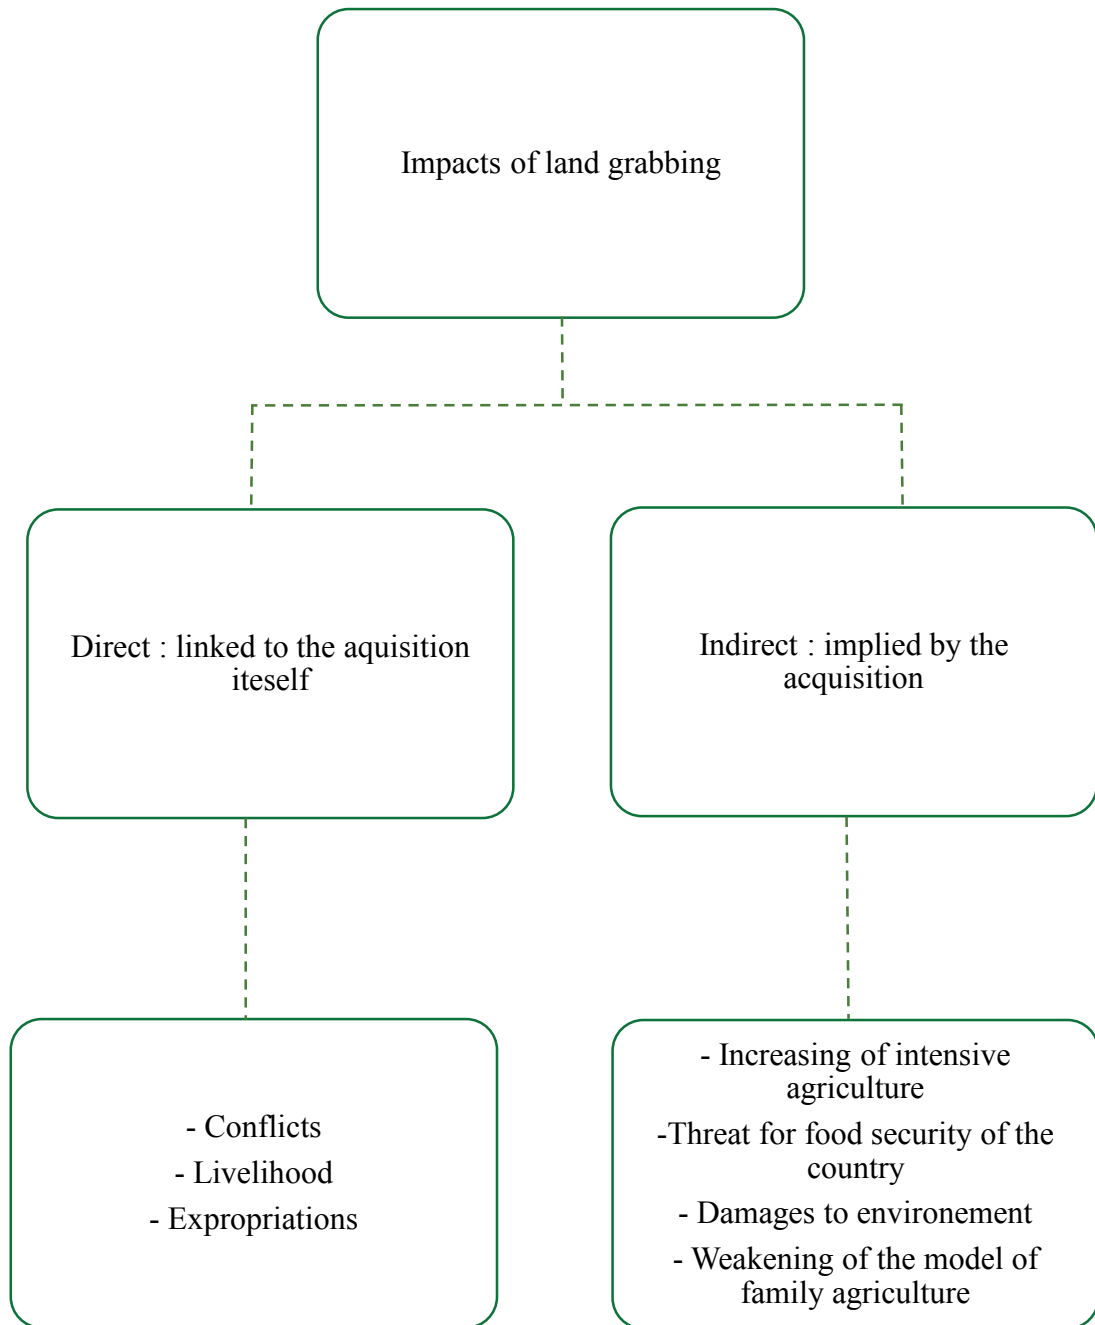 Impacts of land grabbing
Direct : linked to the aquisition
iteself
Indirect : implied by the
acquisition
- Conflicts
- Livelihood
- Expropriations
- Increasing of intensive
agriculture
-Threat for food security of the
country
- Damages to environement
- Weakening of the model of
family agriculture